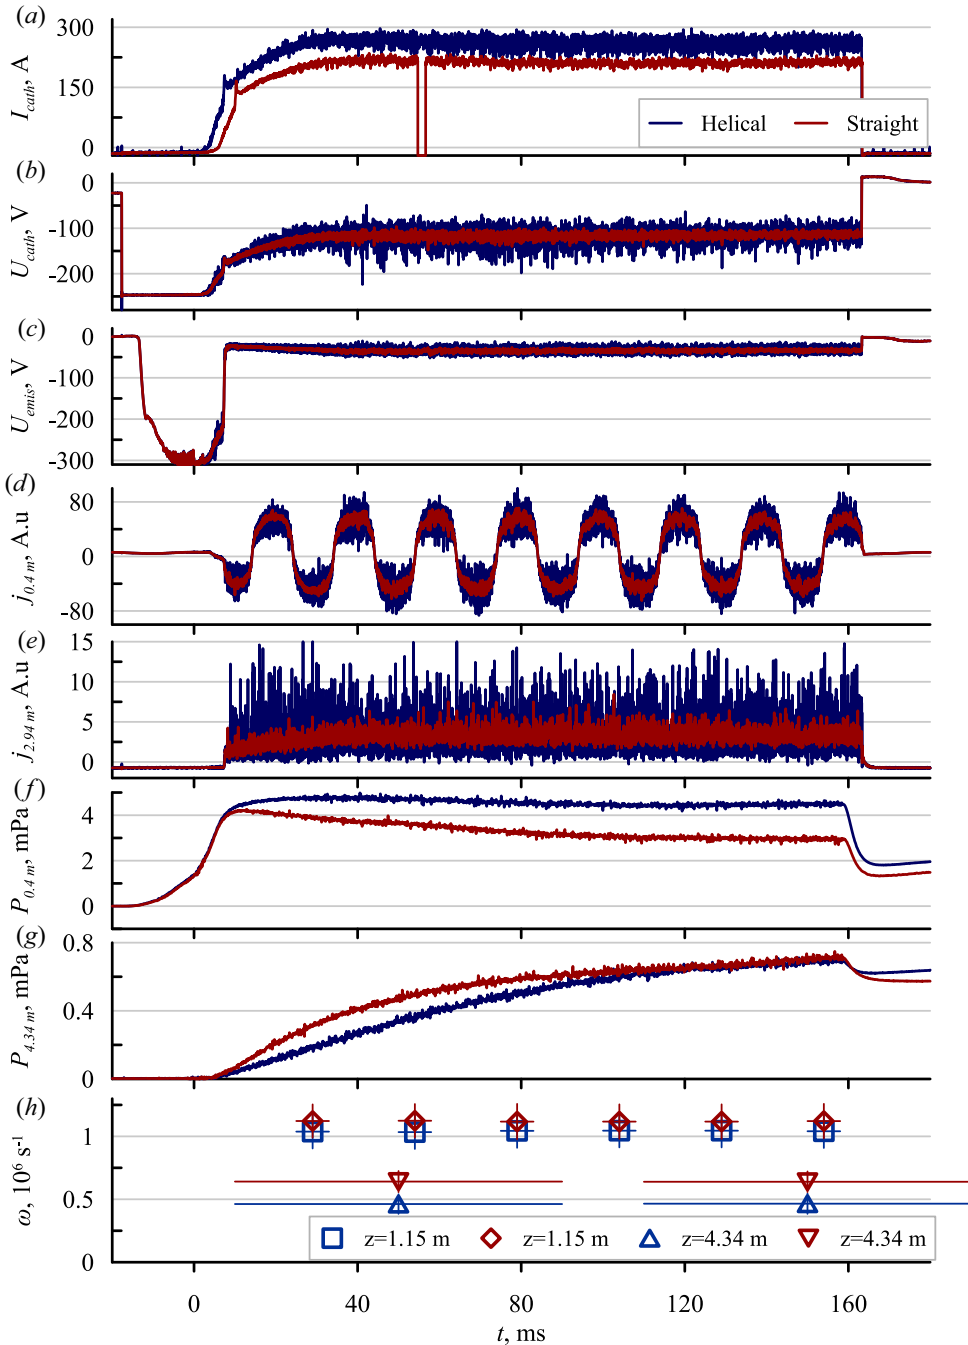 (a)
300
150
0
I_cath, A
Helical
Straight
(b)
0
-100
-200
U_cath, V
(c)
0
-100
-200
-300
U_emis, V
(d)
80
0
-80
j_0.4 m, A.u
(e)
15
10
5
0
j_2.94 m, A.u
(f)
4
2
0
P_0.4 m, mPa
(g)
0.8
0.4
0
P_4.34 m, mPa
(h)
1
0.5
0
ω, 10⁶ s⁻¹
z=1.15 m
z=1.15 m
z=4.34 m
z=4.34 m
0 40 80 120 160
t, ms